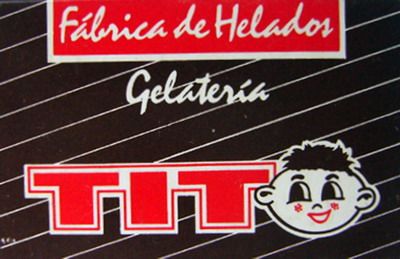 Fábrica de Helados
Gelatería
TITO